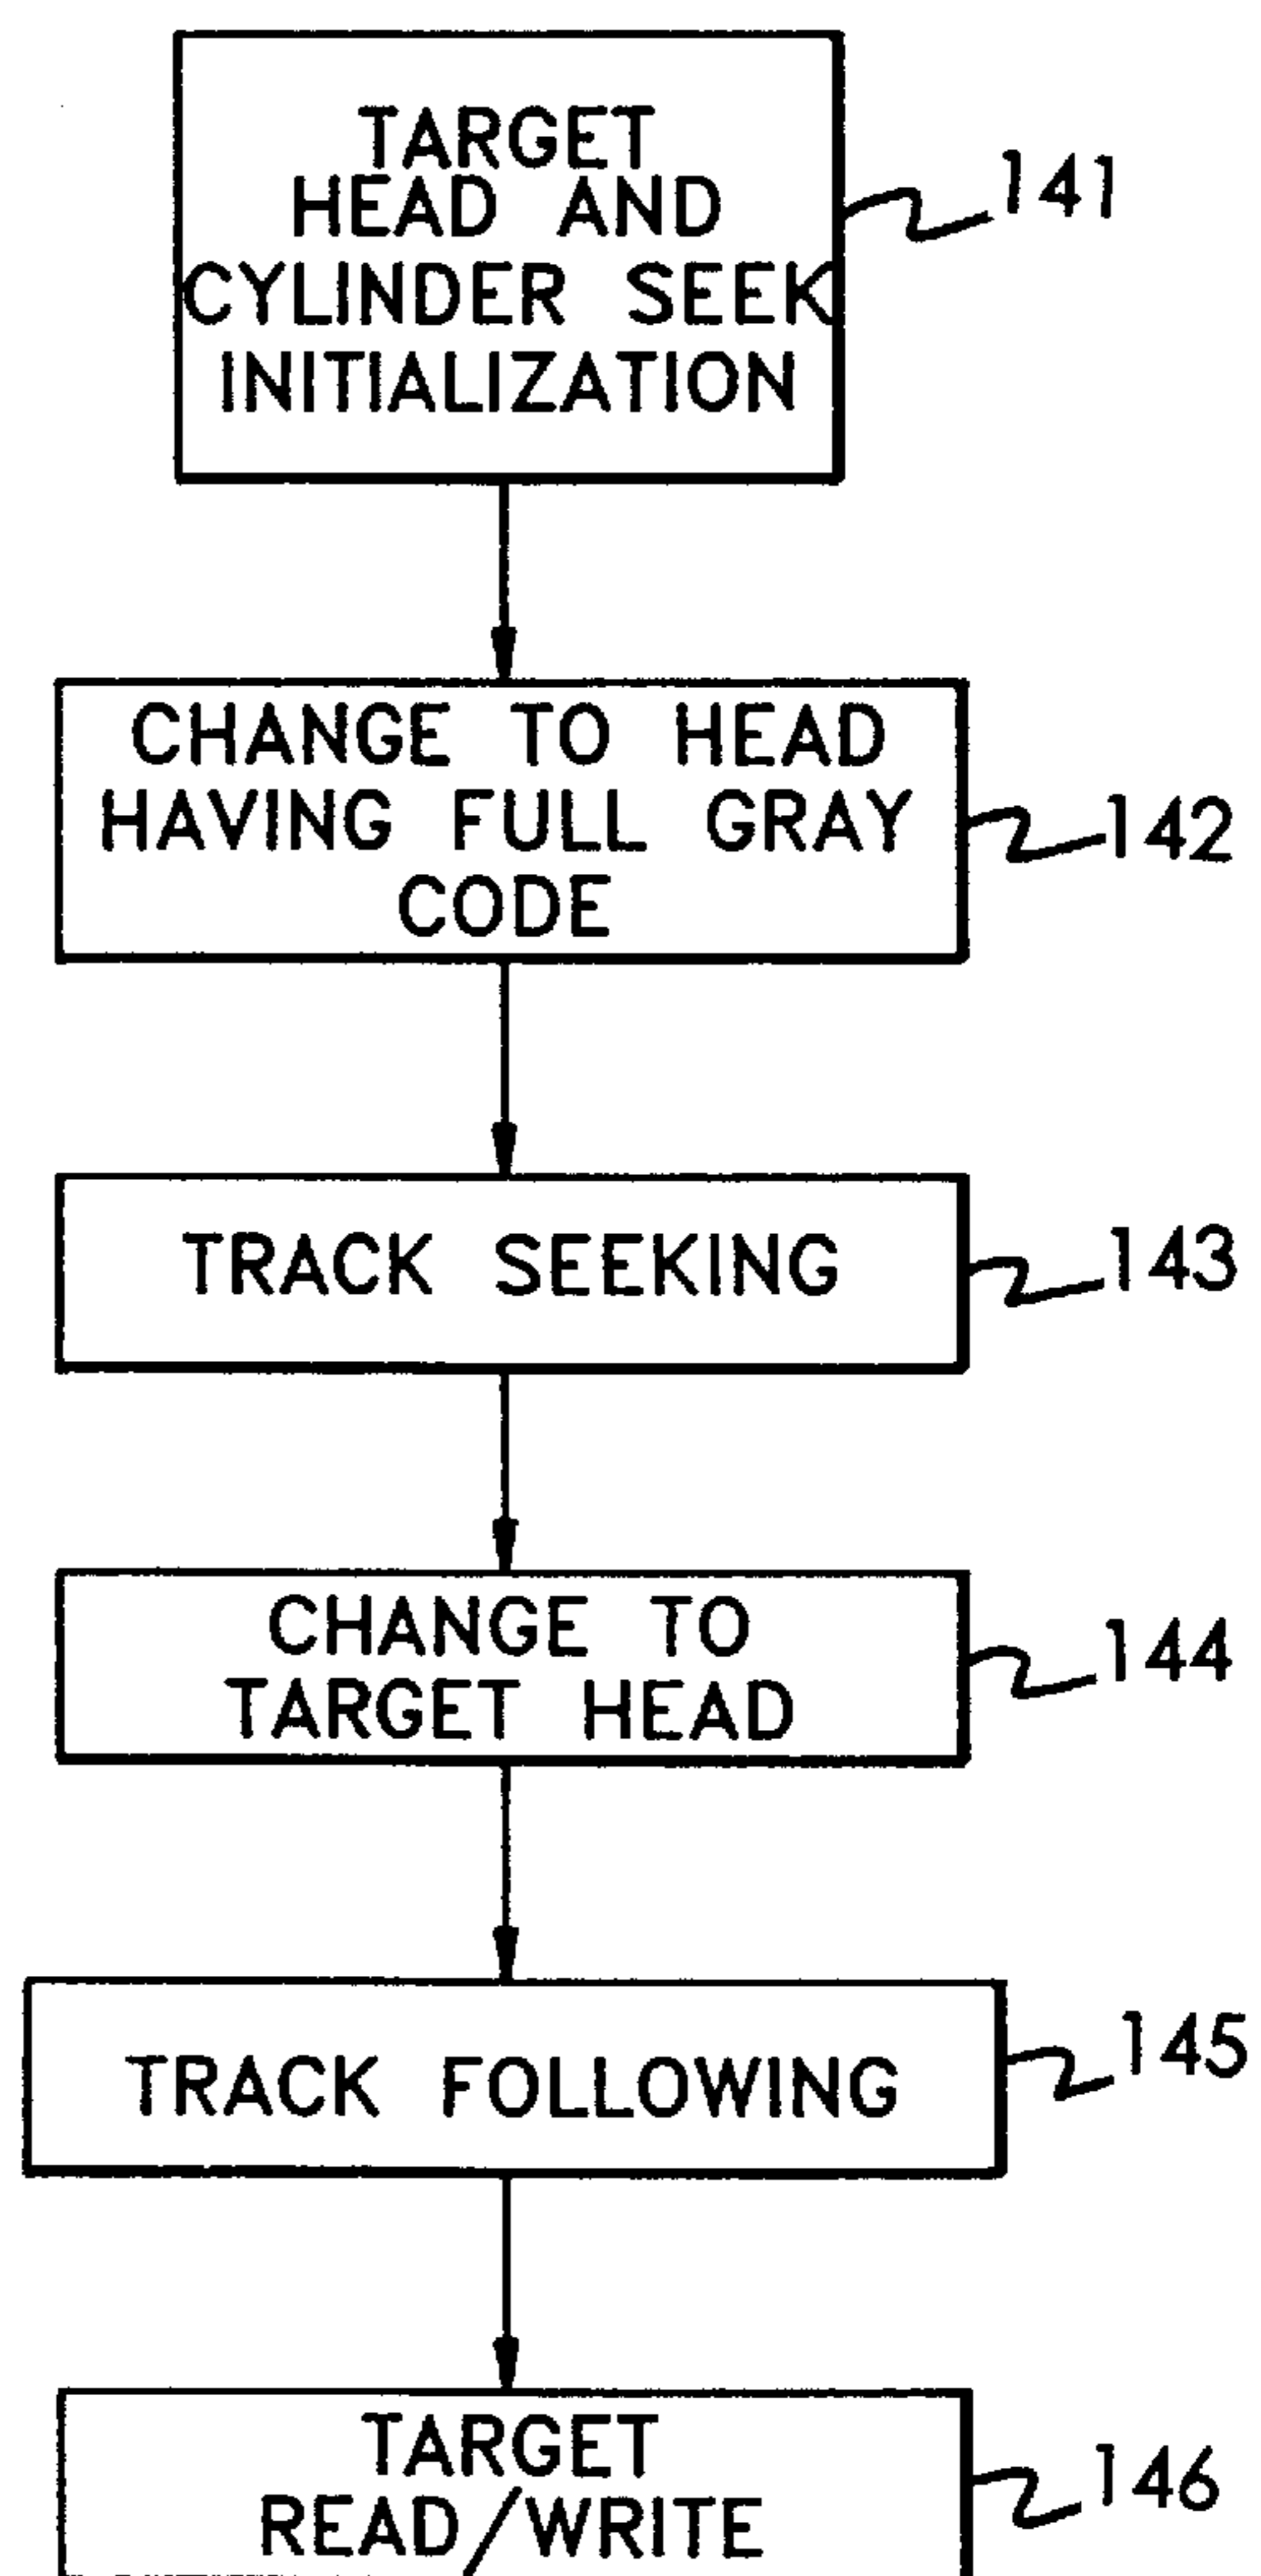 TARGET
HEAD AND
CYLINDER SEEK
INITIALIZATION
141
CHANGE TO HEAD
HAVING FULL GRAY
CODE
142
TRACK SEEKING
143
CHANGE TO
TARGET HEAD
144
TRACK FOLLOWING
145
TARGET
READ/WRITE
146